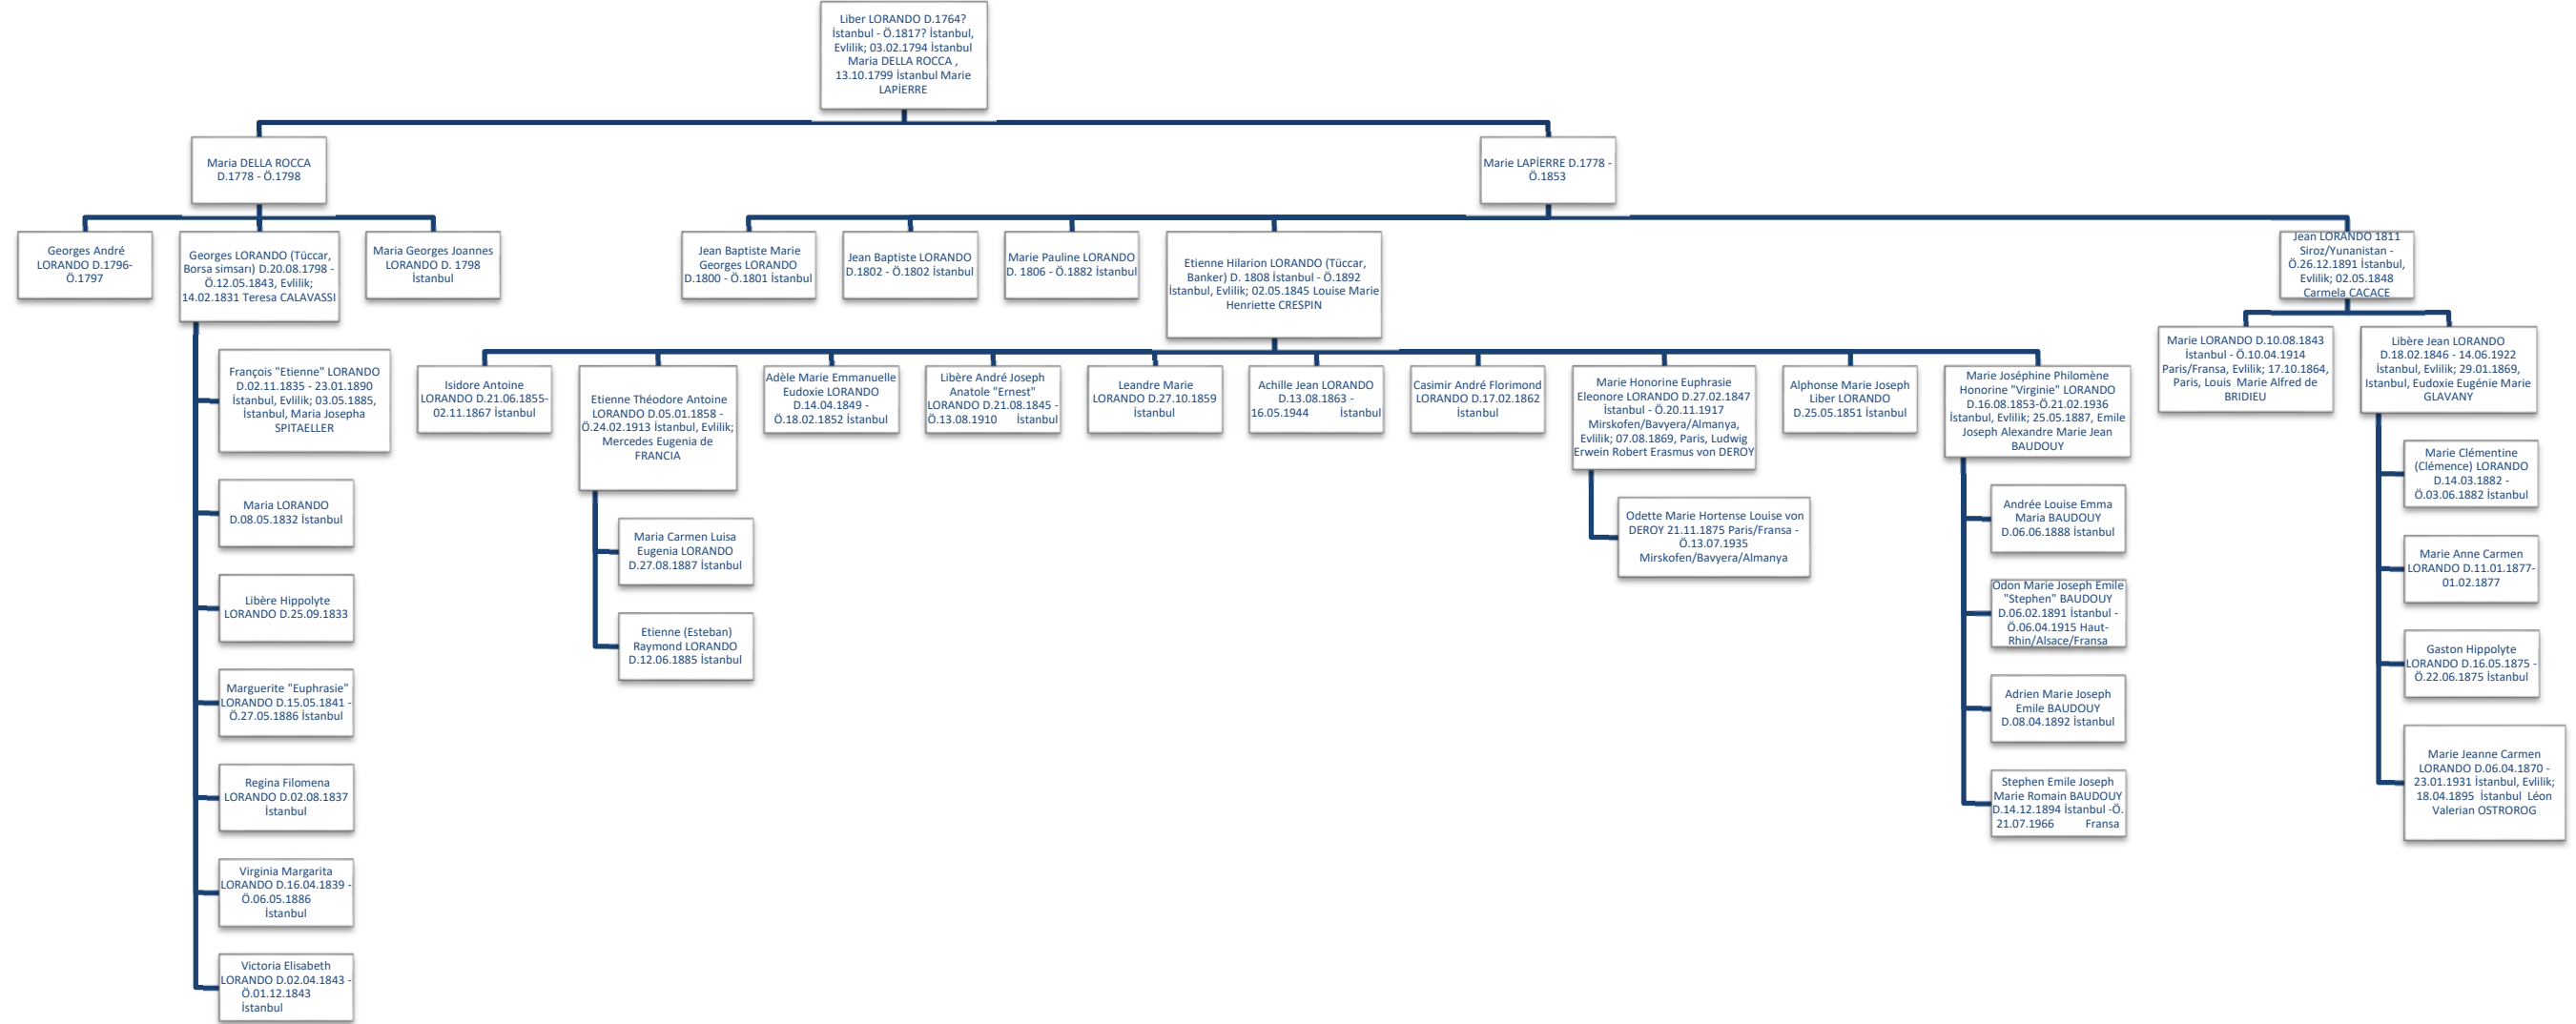 Liber LORANDO D.1764?
İstanbul - Ö.1817? İstanbul,
Evlilik; 03.02.1794 İstanbul
Maria DELLA ROCCA ,
13.10.1799 İstanbul Marie
LAPİERRE
Maria DELLA ROCCA
D.1778 - Ö.1798
Marie LAPİERRE D.1778 -
Ö.1853
Georges André
LORANDO D.1796-
Ö.1797
Georges LORANDO (Tüccar,
Borsa simsarı) D.20.08.1798 -
Ö.12.05.1843, Evlilik;
14.02.1831 Teresa CALAVASSI
Maria Georges Joannes
LORANDO D. 1798
İstanbul
Jean Baptiste Marie
Georges LORANDO
D.1800 - Ö.1801 İstanbul
Jean Baptiste LORANDO
D.1802 - Ö.1802 İstanbul
Marie Pauline LORANDO
D. 1806 - Ö.1882 İstanbul
Etienne Hilarion LORANDO (Tüccar,
Banker) D. 1808 İstanbul - Ö.1892
İstanbul, Evlilik; 02.05.1845 Louise Marie
Henriette CRESPIN
Jean LORANDO 1811
Siroz/Yunanistan -
Ö.26.12.1891 İstanbul,
Evlilik; 02.05.1848
Carmela CACACE
François "Etienne" LORANDO
D.02.11.1835 - 23.01.1890
İstanbul, Evlilik; 03.05.1885,
İstanbul, Maria Josepha
SPITAELLER
Maria LORANDO
D.08.05.1832 İstanbul
Libère Hippolyte
LORANDO D.25.09.1833
Marguerite "Euphrasie"
LORANDO D.15.05.1841 -
Ö.27.05.1886 İstanbul
Regina Filomena
LORANDO D.02.08.1837
İstanbul
Virginia Margarita
LORANDO D.16.04.1839 -
Ö.06.05.1886
İstanbul
Victoria Elisabeth
LORANDO D.02.04.1843 -
Ö.01.12.1843
İstanbul
Isidore Antoine
LORANDO D.21.06.1855-
02.11.1867 İstanbul
Etienne Théodore Antoine
LORANDO D.05.01.1858 -
Ö.24.02.1913 İstanbul, Evlilik;
Mercedes Eugenia de
FRANCIA
Maria Carmen Luisa
Eugenia LORANDO
D.27.08.1887 İstanbul
Etienne (Esteban)
Raymond LORANDO
D.12.06.1885 İstanbul
Adèle Marie Emmanuelle
Eudoxie LORANDO
D.14.04.1849 -
Ö.18.02.1852 İstanbul
Libère André Joseph
Anatole "Ernest"
LORANDO D.21.08.1845 -
Ö.13.08.1910 İstanbul
Leandre Marie
LORANDO D.27.10.1859
İstanbul
Achille Jean LORANDO
D.13.08.1863 -
16.05.1944 İstanbul
Casimir André Florimond
LORANDO D.17.02.1862
İstanbul
Marie Honorine Euphrasie
Eleonore LORANDO D.27.02.1847
İstanbul - Ö.20.11.1917
Mirskofen/Bavyera/Almanya,
Evlilik; 07.08.1869, Paris, Ludwig
Erwein Robert Erasmus von DEROY
Odette Marie Hortense Louise von
DEROY 21.11.1875 Paris/Fransa -
Ö.13.07.1935
Mirskofen/Bavyera/Almanya
Alphonse Marie Joseph
Liber LORANDO
D.25.05.1851 İstanbul
Marie Joséphine Philomène
Honorine "Virginie" LORANDO
D.16.08.1853-Ö.21.02.1936
İstanbul, Evlilik; 25.05.1887, Emile
Joseph Alexandre Marie Jean
BAUDOUY
Andrée Louise Emma
Maria BAUDOUY
D.06.06.1888 İstanbul
Odon Marie Joseph Emile
"Stephen" BAUDOUY
D.06.02.1891 İstanbul -
Ö.06.04.1915 Haut-
Rhin/Alsace/Fransa
Adrien Marie Joseph
Emile BAUDOUY
D.08.04.1892 İstanbul
Stephen Emile Joseph
Marie Romain BAUDOUY
D.14.12.1894 İstanbul -Ö.
21.07.1966 Fransa
Marie LORANDO D.10.08.1843
İstanbul - Ö.10.04.1914
Paris/Fransa, Evlilik; 17.10.1864,
Paris, Louis Marie Alfred de
BRIDIEU
Libère Jean LORANDO
D.18.02.1846 - 14.06.1922
İstanbul, Evlilik; 29.01.1869,
Istanbul, Eudoxie Eugénie Marie
GLAVANY
Marie Clémentine
(Clémence) LORANDO
D.14.03.1882 -
Ö.03.06.1882 İstanbul
Marie Anne Carmen
LORANDO D.11.01.1877-
01.02.1877
Gaston Hippolyte
LORANDO D.16.05.1875 -
Ö.22.06.1875 İstanbul
Marie Jeanne Carmen
LORANDO D.06.04.1870 -
23.01.1931 İstanbul, Evlilik;
18.04.1895 İstanbul Léon
Valerian OSTROROG